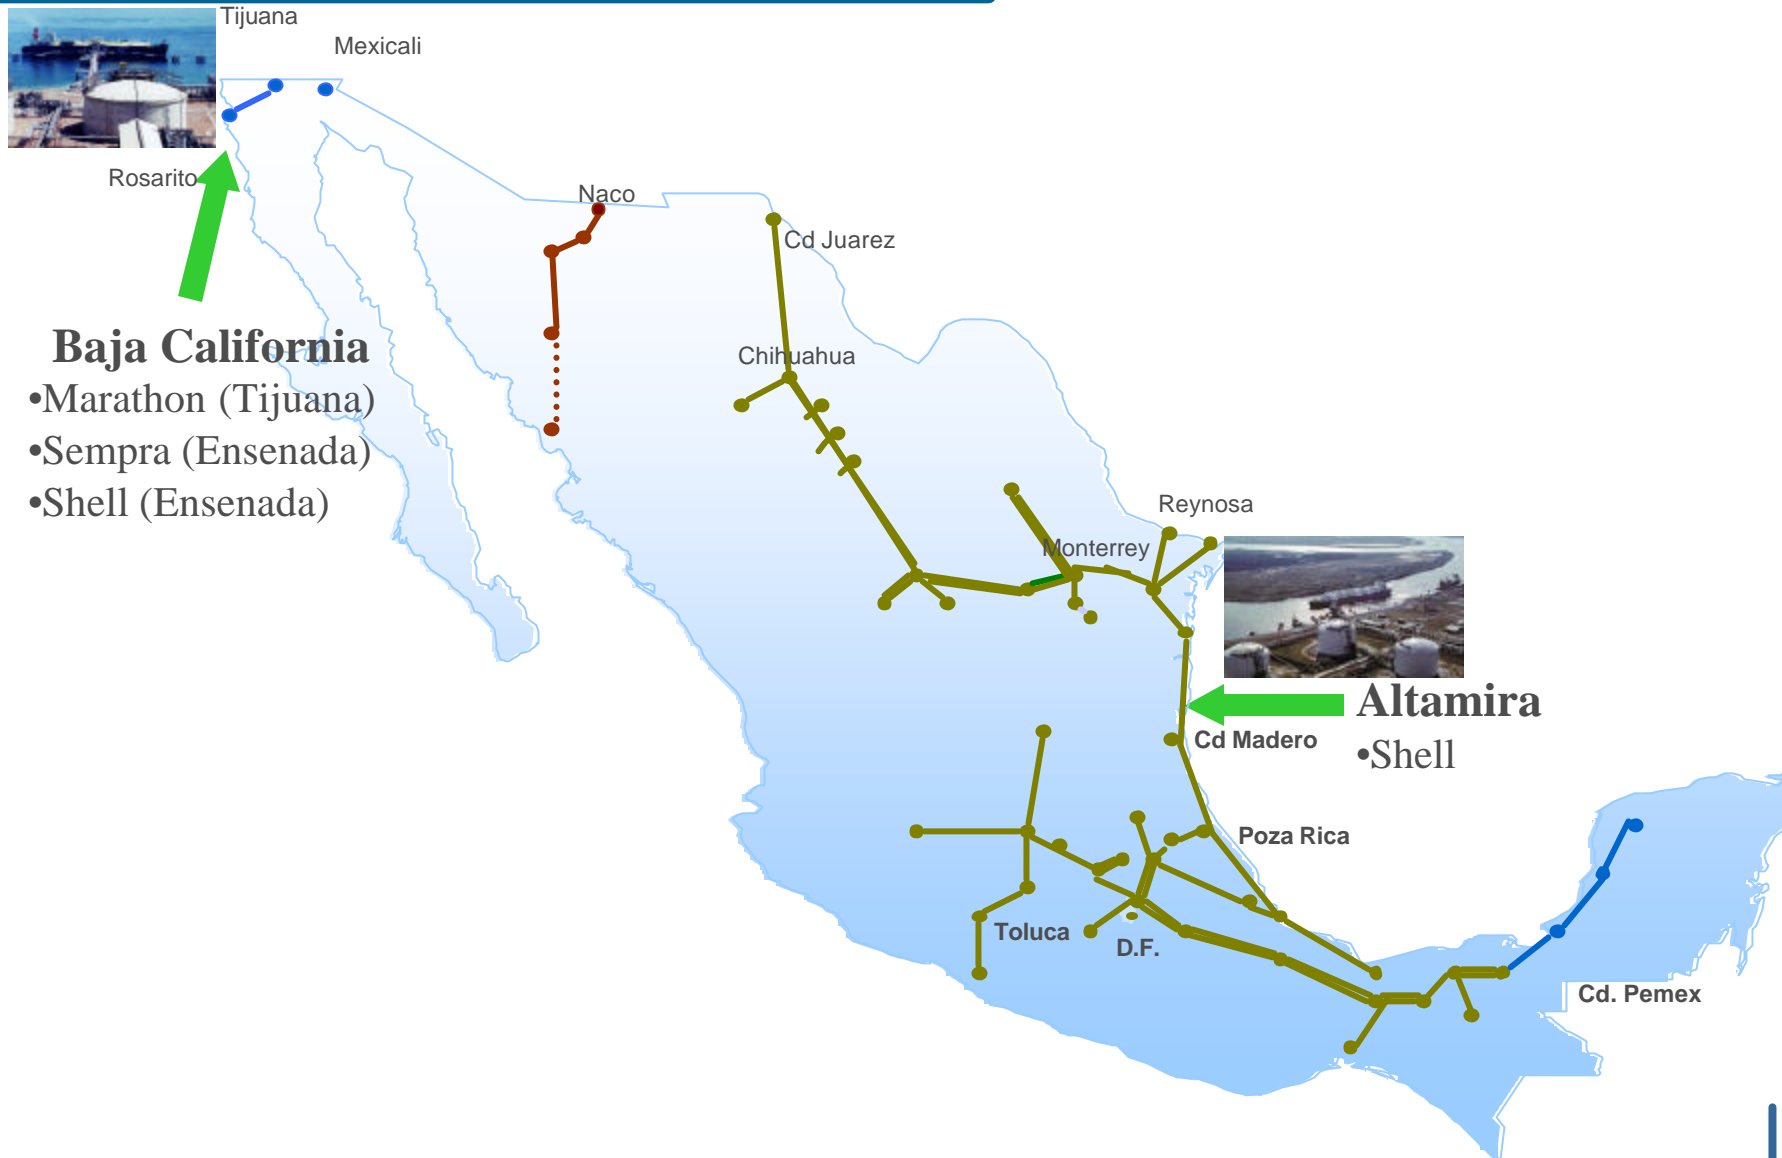 Tijuana
Mexicali
Rosarito
Naco
Cd Juarez
Baja California
•Marathon (Tijuana)
•Sempra (Ensenada)
•Shell (Ensenada)
Chihuahua
Reynosa
Monterrey
Altamira
•Shell
Cd Madero
Poza Rica
Toluca
D.F.
Cd. Pemex